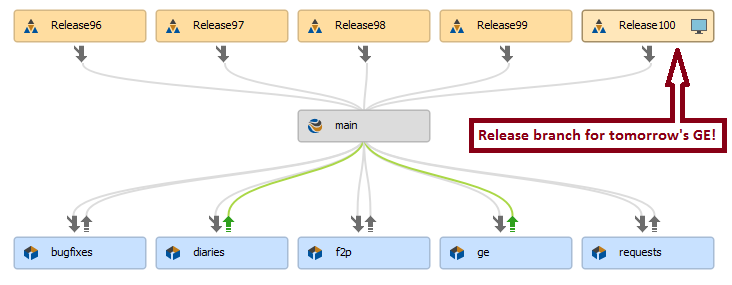 Release96
Release97
Release98
Release99
Release100
main
Release branch for tomorrow's GE!
bugfixes
diaries
f2p
ge
requests